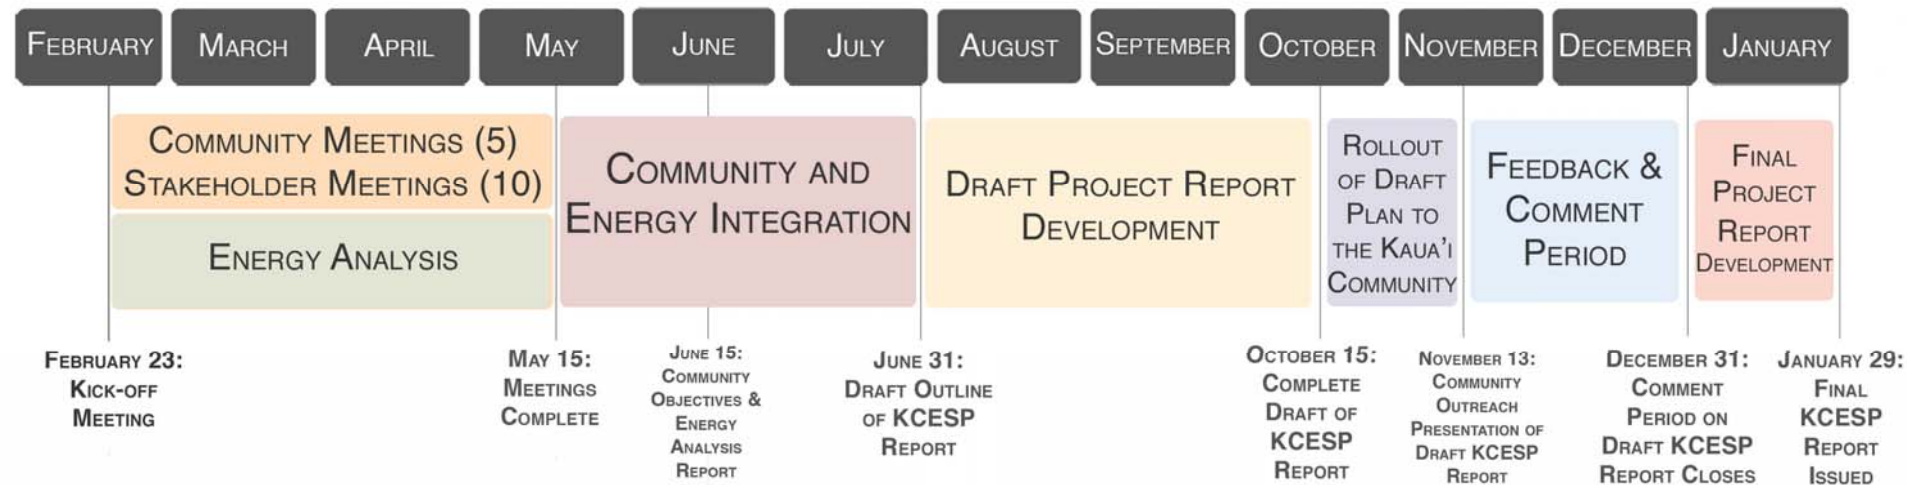 FEBRUARY MARCH APRIL MAY JUNE JULY AUGUST SEPTEMBER OCTOBER NOVEMBER DECEMBER JANUARY
COMMUNITY MEETINGS (5)
STAKEHOLDER MEETINGS (10)
ENERGY ANALYSIS
COMMUNITY AND
ENERGY INTEGRATION
DRAFT PROJECT REPORT
DEVELOPMENT
ROLLOUT
OF DRAFT
PLAN TO
THE KAUA'I
COMMUNITY
FEEDBACK &
COMMENT
PERIOD
FINAL
PROJECT
REPORT
DEVELOPMENT
FEBRUARY 23:
KICK-OFF
MEETING
MAY 15:
MEETINGS
COMPLETE
JUNE 15:
COMMUNITY
OBJECTIVES &
ENERGY
ANALYSIS
REPORT
JUNE 31:
DRAFT OUTLINE
OF KCESP
REPORT
OCTOBER 15:
COMPLETE
DRAFT OF
KCESP
REPORT
NOVEMBER 13:
COMMUNITY
OUTREACH
PRESENTATION OF
DRAFT KCESP
REPORT
DECEMBER 31:
COMMENT
PERIOD ON
DRAFT KCESP
REPORT CLOSES
JANUARY 29:
FINAL
KCESP
REPORT
ISSUED